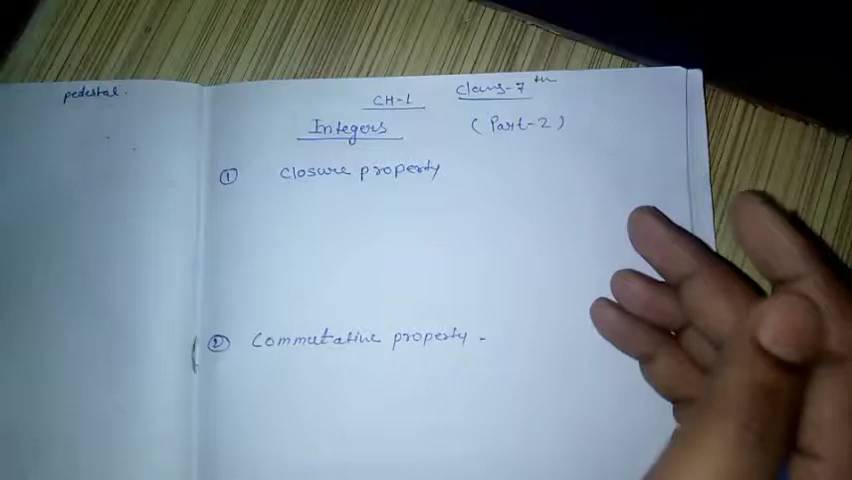 pedestal.
CH-1 Class-7th
Integers (Part-2)
① Closure property
② Commutative property -